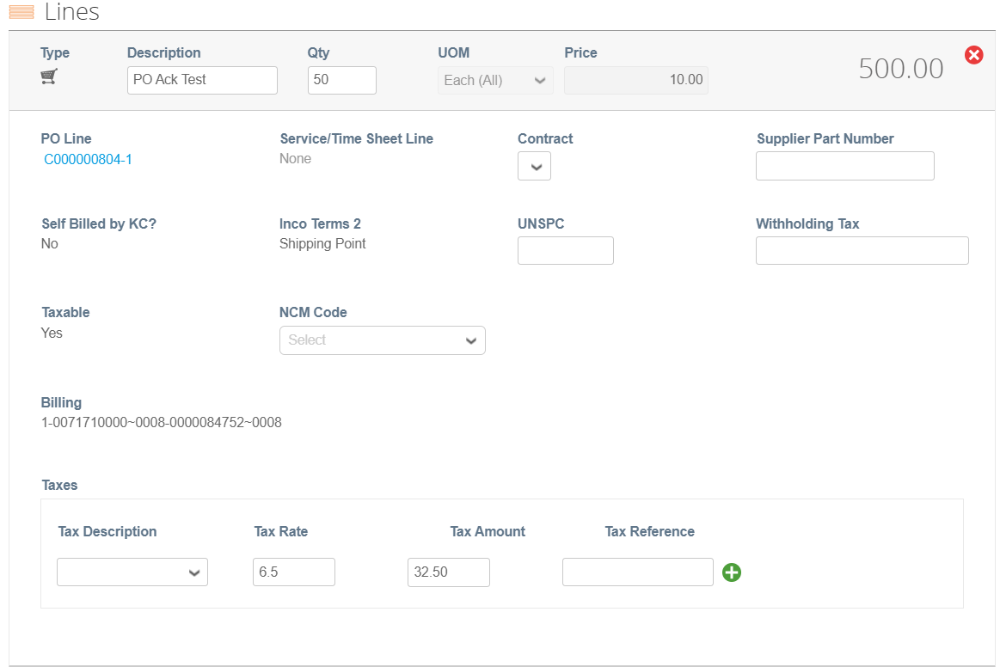 Lines
Type Description Qty UOM Price
PO Ack Test 50 Each (All) 10.00 500.00
PO Line Service/Time Sheet Line Contract Supplier Part Number
C000000804-1 None
Self Billed by KC? Inco Terms 2 UNSPC Withholding Tax
No Shipping Point
Taxable NCM Code
Yes Select
Billing
1-0071710000~0008-0000084752~0008
Taxes
Tax Description Tax Rate Tax Amount Tax Reference
6.5 32.50